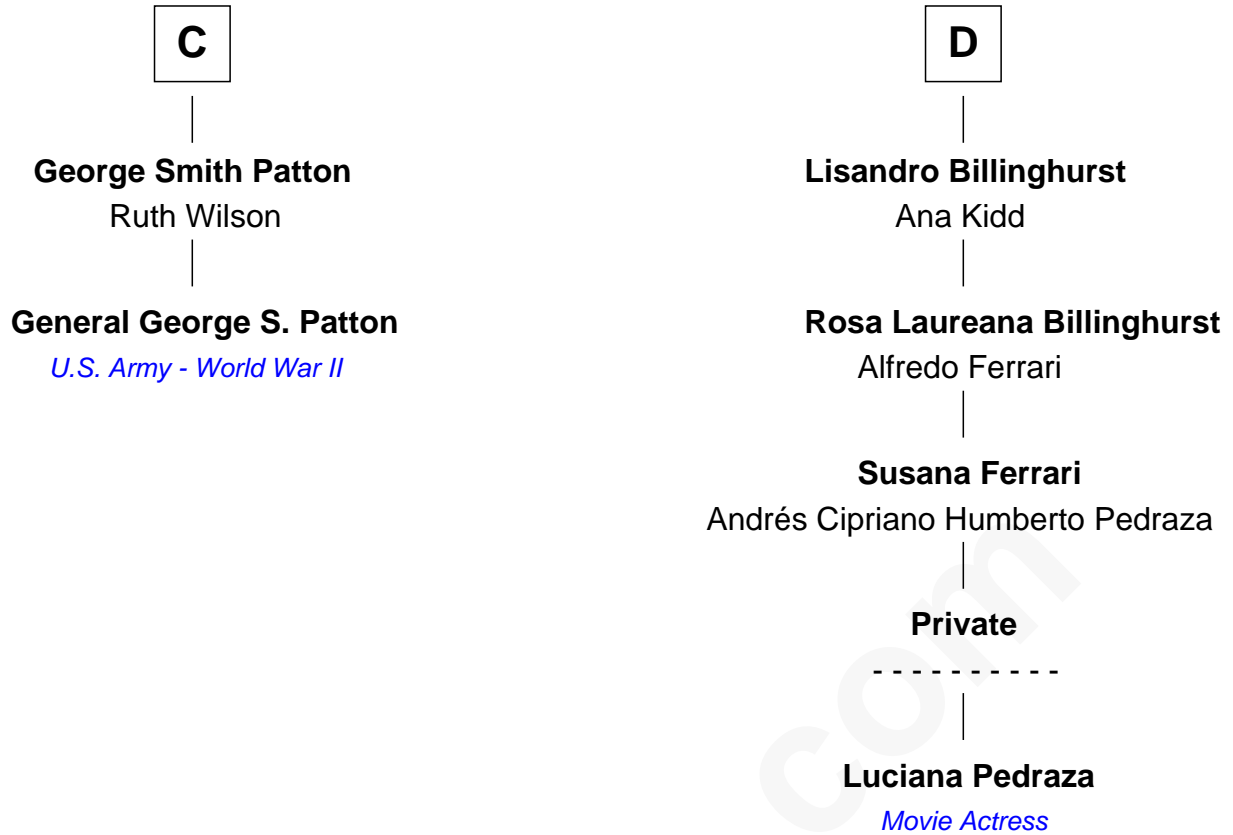 C
George Smith Patton
Ruth Wilson
General George S. Patton
U.S. Army - World War II
D
Lisandro Billinghurst
Ana Kidd
Rosa Laureana Billinghurst
Alfredo Ferrari
Susana Ferrari
Andrés Cipriano Humberto Pedraza
Private
- - - - - - - - - -
Luciana Pedraza
Movie Actress
com